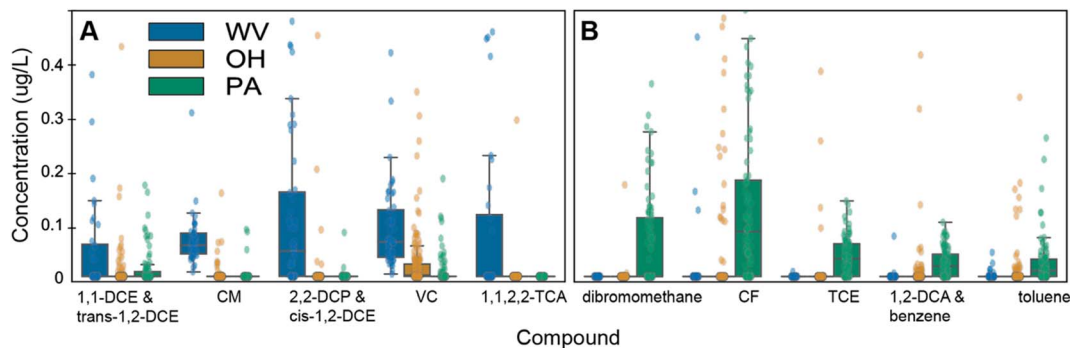 A
B
WV
OH
PA
Concentration (ug/L)
0.4
0.3
0.2
0.1
0
1,1-DCE &
trans-1,2-DCE
CM
2,2-DCP &
cis-1,2-DCE
VC
1,1,2,2-TCA
dibromomethane
CF
TCE
1,2-DCA &
benzene
toluene
Compound